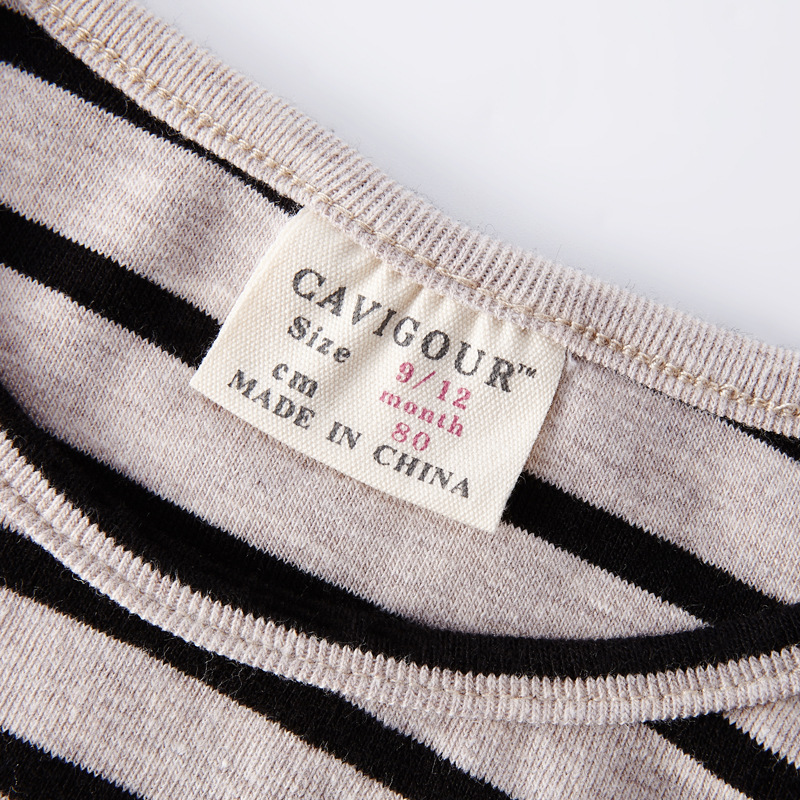 CAVIGOUR™
Size 9/12 month
cm 80
MADE IN CHINA